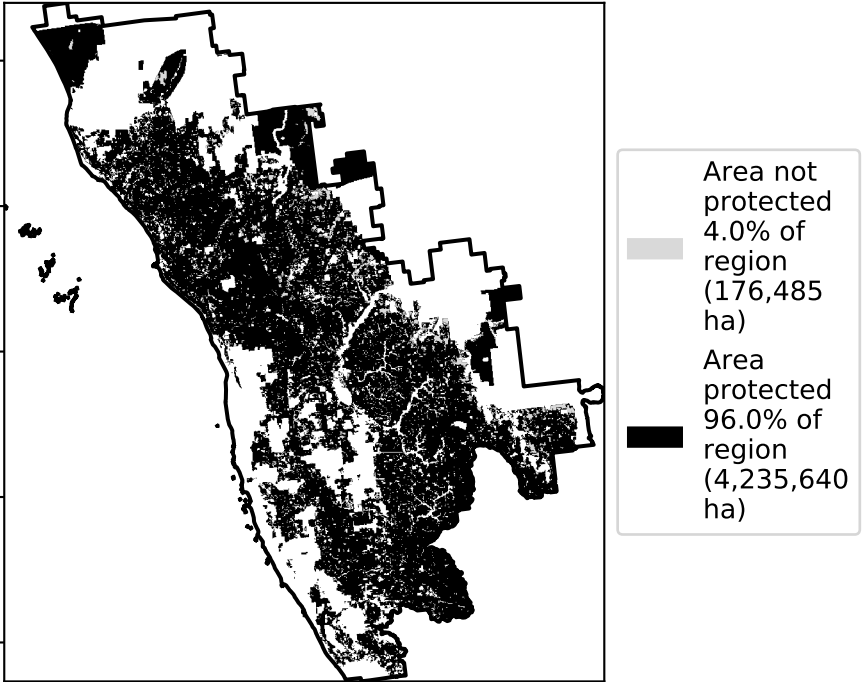 Area not
protected
4.0% of
region
(176,485
ha)
Area
protected
96.0% of
region
(4,235,640
ha)